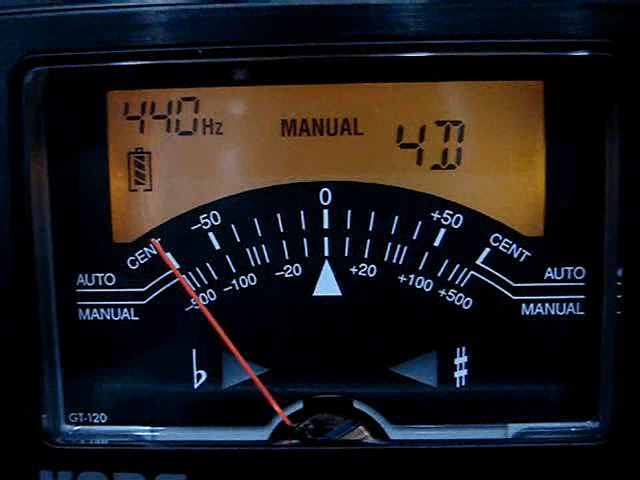 440Hz MANUAL 4D
-50 0 +50
CENT CENT
-500 -100 -20 +20 +100 +500
AUTO AUTO
MANUAL MANUAL
♭ ♯
GT-120
KORG